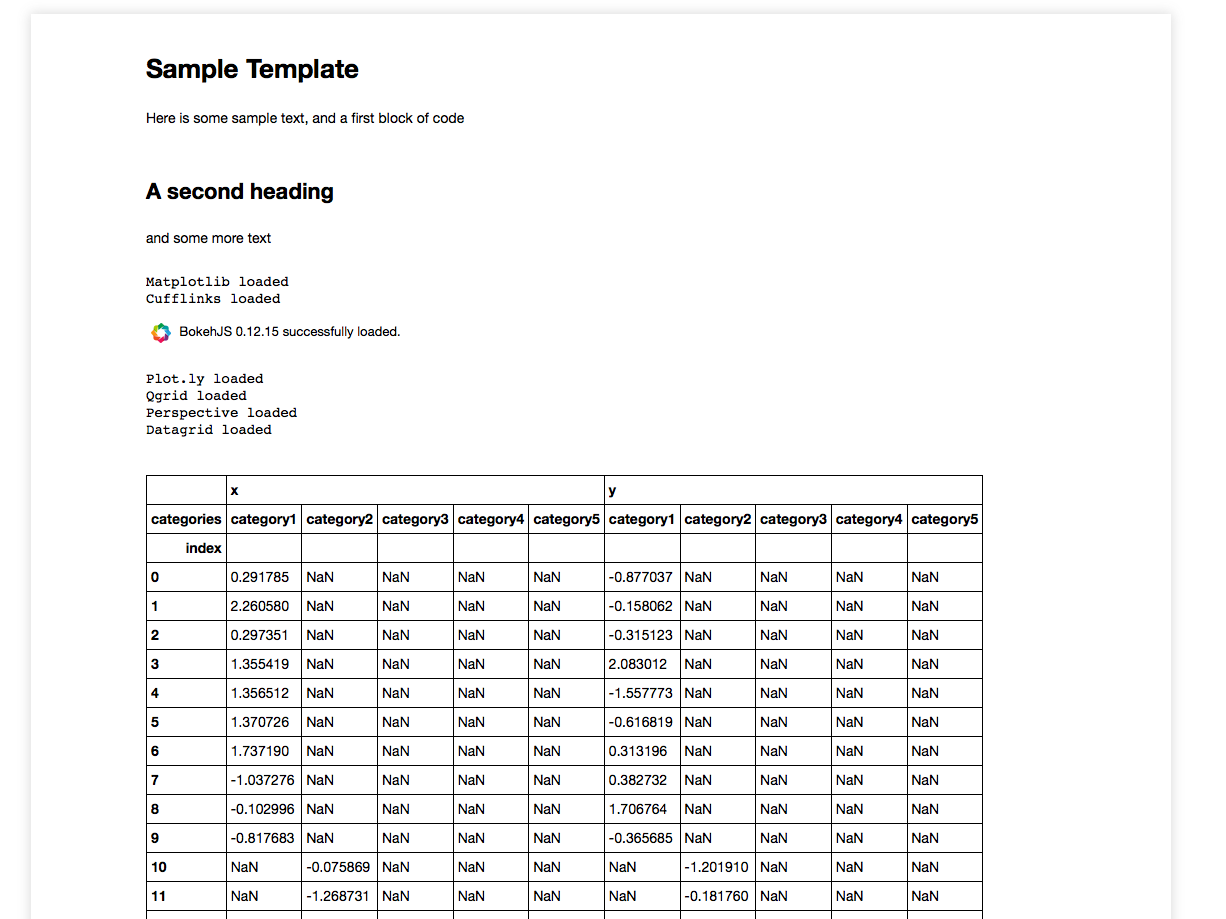 Sample Template
Here is some sample text, and a first block of code
A second heading
and some more text
Matplotlib loaded
Cufflinks loaded
BokehJS 0.12.15 successfully loaded.
Plot.ly loaded
Qgrid loaded
Perspective loaded
Datagrid loaded
x y
categories category1 category2 category3 category4 category5 category1 category2 category3 category4 category5
index
0 0.291785 NaN NaN NaN NaN -0.877037 NaN NaN NaN NaN
1 2.260580 NaN NaN NaN NaN -0.158062 NaN NaN NaN NaN
2 0.297351 NaN NaN NaN NaN -0.315123 NaN NaN NaN NaN
3 1.355419 NaN NaN NaN NaN 2.083012 NaN NaN NaN NaN
4 1.356512 NaN NaN NaN NaN -1.557773 NaN NaN NaN NaN
5 1.370726 NaN NaN NaN NaN -0.616819 NaN NaN NaN NaN
6 1.737190 NaN NaN NaN NaN 0.313196 NaN NaN NaN NaN
7 -1.037276 NaN NaN NaN NaN 0.382732 NaN NaN NaN NaN
8 -0.102996 NaN NaN NaN NaN 1.706764 NaN NaN NaN NaN
9 -0.817683 NaN NaN NaN NaN -0.365685 NaN NaN NaN NaN
10 NaN -0.075869 NaN NaN NaN NaN -1.201910 NaN NaN NaN
11 NaN -1.268731 NaN NaN NaN NaN -0.181760 NaN NaN NaN